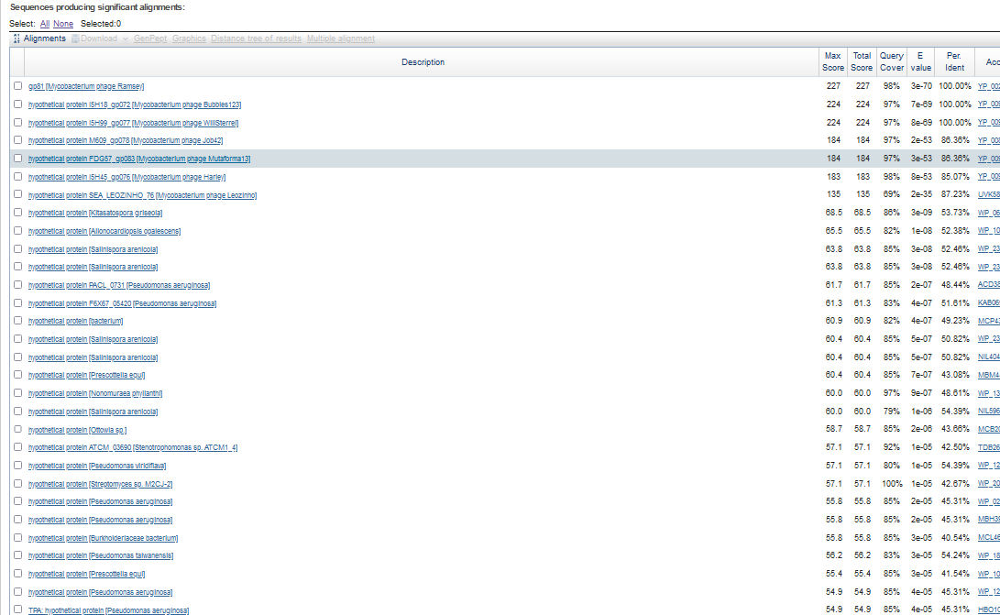 Sequences producing significant alignments:
Select: All None Selected:0
Alignments Download GenPept Graphics Distance tree of results Multiple alignment
Description Max Score Total Score Query Cover E value Per. Ident Acc
gp81 [Mycobacterium phage Ramsey] 227 227 98% 3e-70 100.00% YP_002
hypothetical protein I5H18_gp072 [Mycobacterium phage Bubbles123] 224 224 97% 7e-69 100.00% YP_009
hypothetical protein I5H99_gp077 [Mycobacterium phage WillSterrel] 224 224 97% 8e-69 100.00% YP_009
hypothetical protein M609_gp078 [Mycobacterium phage Job42] 184 184 97% 2e-53 86.36% YP_008
hypothetical protein FDG57_gp083 [Mycobacterium phage Mutaforma13] 184 184 97% 3e-53 86.36% YP_009
hypothetical protein I5H45_gp076 [Mycobacterium phage Harley] 183 183 98% 8e-53 85.07% YP_009
hypothetical protein SEA_LEOZINHO_76 [Mycobacterium phage Leozinho] 135 135 69% 2e-35 87.23% UVK58
hypothetical protein [Kitasatospora griseola] 68.5 68.5 86% 3e-09 53.73% WP_06
hypothetical protein [Allonocardiopsis opalescens] 65.5 65.5 82% 1e-08 52.38% WP_10
hypothetical protein [Salinispora arenicola] 63.8 63.8 85% 3e-08 52.46% WP_23
hypothetical protein [Salinispora arenicola] 63.8 63.8 85% 3e-08 52.46% WP_23
hypothetical protein PACL_0731 [Pseudomonas aeruginosa] 61.7 61.7 85% 2e-07 48.44% ACD38
hypothetical protein F6X67_05420 [Pseudomonas aeruginosa] 61.3 61.3 83% 4e-07 51.61% KAB06
hypothetical protein [bacterium] 60.9 60.9 82% 4e-07 49.23% MCP43
hypothetical protein [Salinispora arenicola] 60.4 60.4 85% 5e-07 50.82% WP_23
hypothetical protein [Salinispora arenicola] 60.4 60.4 85% 5e-07 50.82% NIL404
hypothetical protein [Prescottella equi] 60.4 60.4 85% 7e-07 43.08% MBM4
hypothetical protein [Nonomuraea phyllanthi] 60.0 60.0 97% 9e-07 48.61% WP_13
hypothetical protein [Salinispora arenicola] 60.0 60.0 79% 1e-06 54.39% NIL596
hypothetical protein [Ottowia sp.] 58.7 58.7 85% 2e-06 43.66% MCB20
hypothetical protein ATCM_03690 [Stenotrophomonas sp. ATCM1_4] 57.1 57.1 92% 1e-05 42.50% TDB26
hypothetical protein [Pseudomonas viridiflava] 57.1 57.1 80% 1e-05 54.39% WP_12
hypothetical protein [Streptomyces sp. M2CJ-2] 57.1 57.1 100% 1e-05 42.67% WP_20
hypothetical protein [Pseudomonas aeruginosa] 55.8 55.8 85% 2e-05 45.31% WP_02
hypothetical protein [Pseudomonas aeruginosa] 55.8 55.8 85% 2e-05 45.31% MBH39
hypothetical protein [Burkholderiaceae bacterium] 55.8 55.8 85% 3e-05 40.54% MCL46
hypothetical protein [Pseudomonas taiwanensis] 56.2 56.2 83% 3e-05 54.24% WP_18
hypothetical protein [Prescottella equi] 55.4 55.4 85% 3e-05 41.54% WP_10
hypothetical protein [Pseudomonas aeruginosa] 54.9 54.9 85% 4e-05 45.31% WP_12
TPA: hypothetical protein [Pseudomonas aeruginosa] 54.9 54.9 85% 4e-05 45.31% HBO10